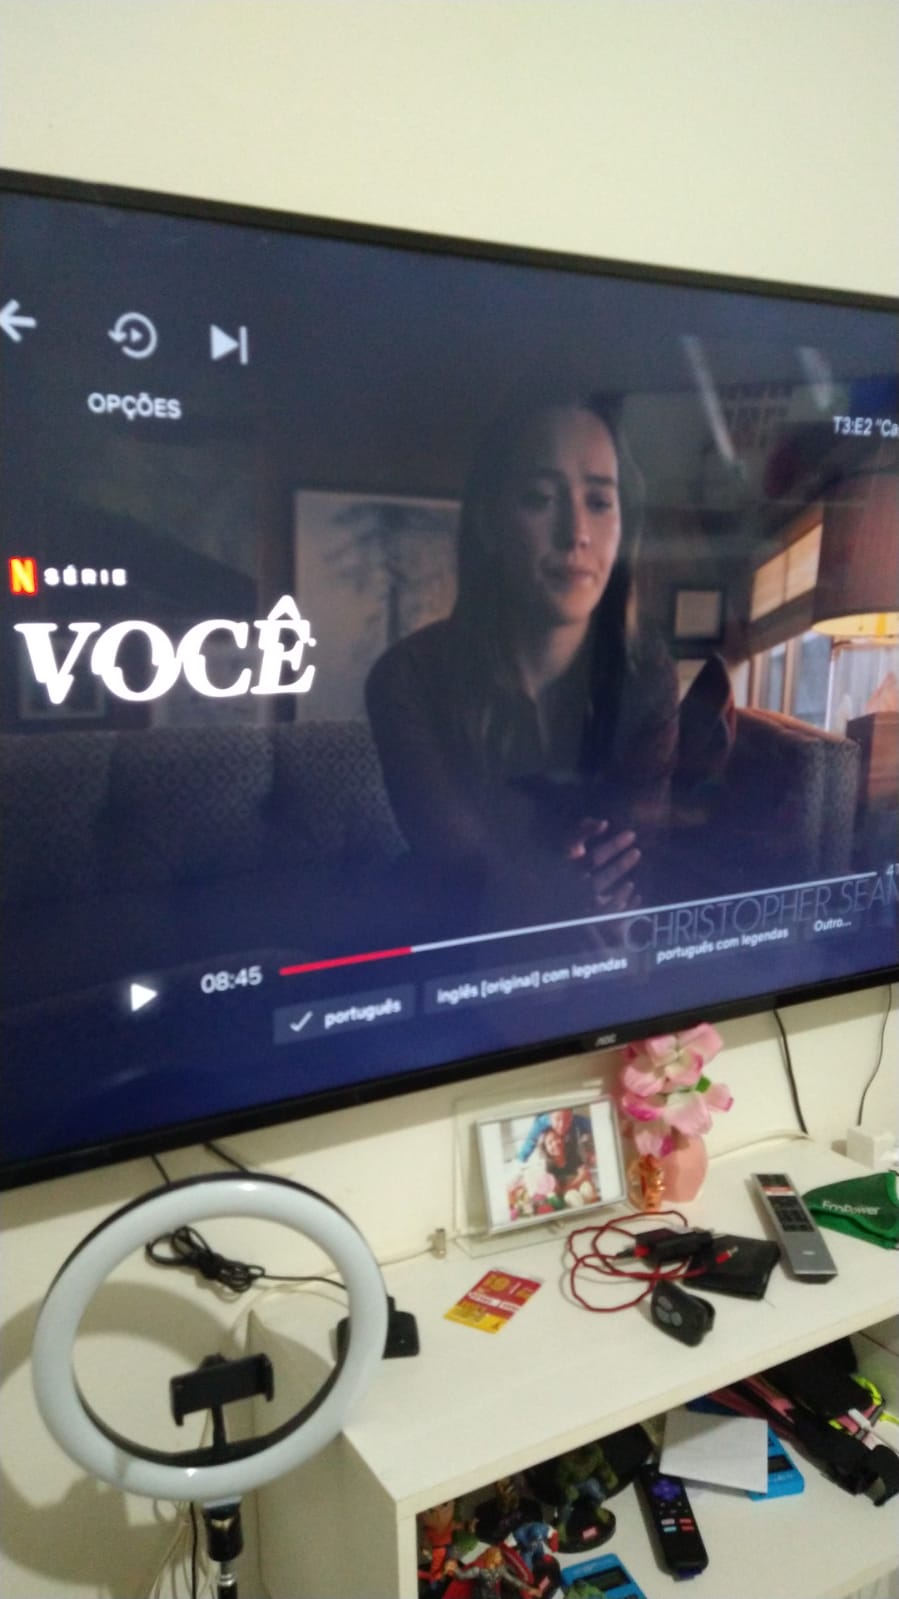 OPÇÕES
T3:E2 "Ca
N SÉRIE
VOCÊ
CHRISTOPHER SEAN
08:45
português
inglês [original] com legendas
português com legendas
Outro...
AOC